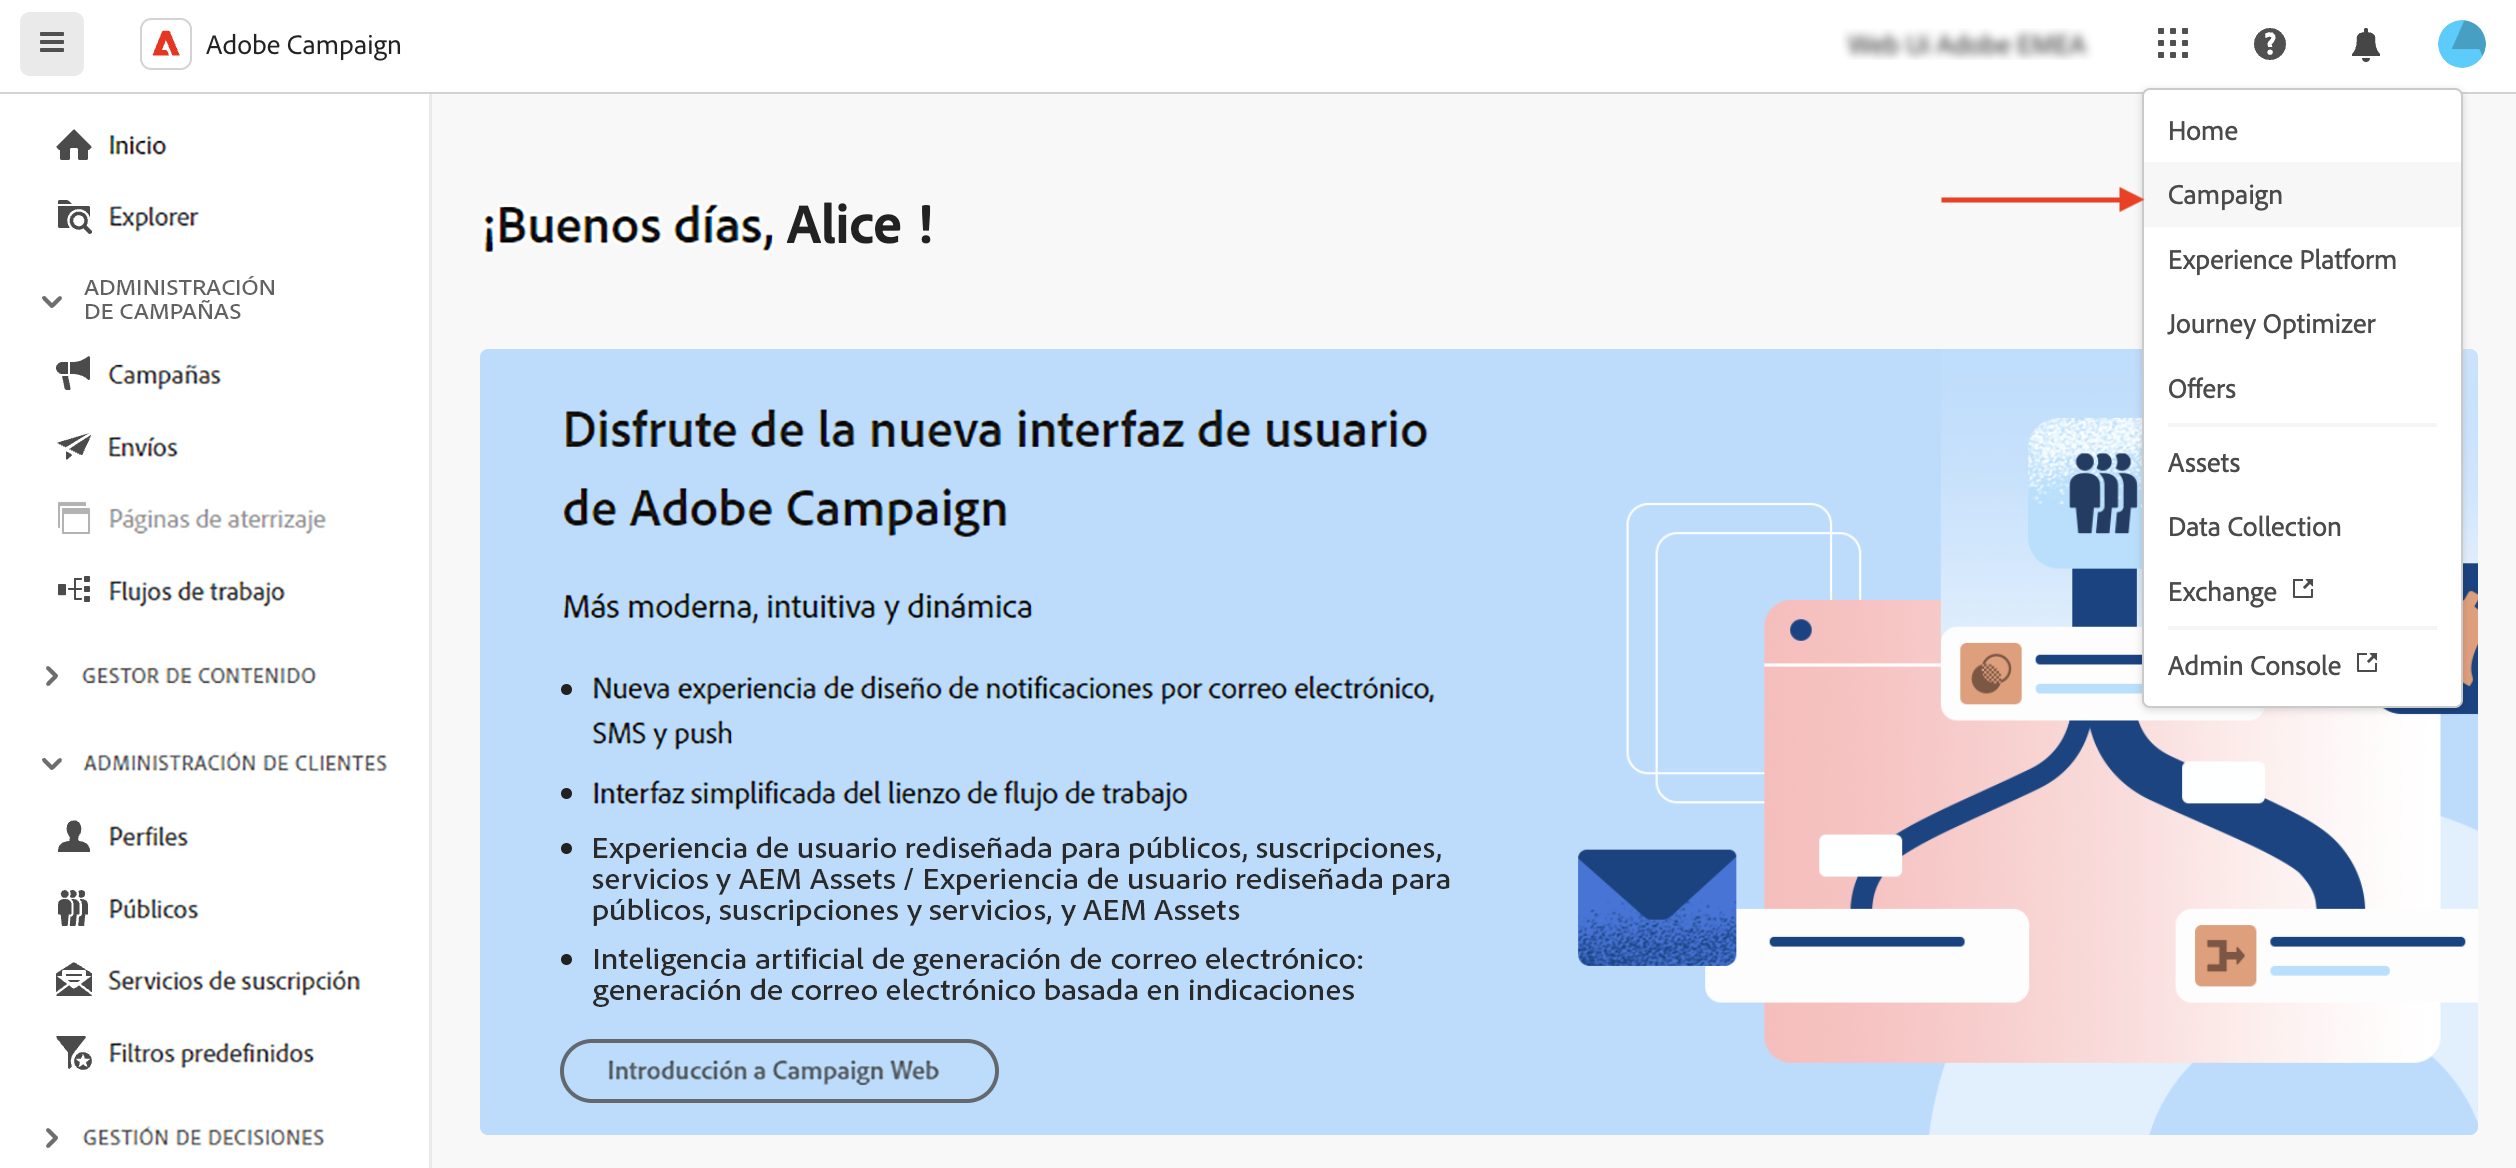 Adobe Campaign
Web UI Adobe EMEA
Inicio
Explorer
ADMINISTRACIÓN
DE CAMPAÑAS
Campañas
Envíos
Páginas de aterrizaje
Flujos de trabajo
GESTOR DE CONTENIDO
ADMINISTRACIÓN DE CLIENTES
Perfiles
Públicos
Servicios de suscripción
Filtros predefinidos
GESTIÓN DE DECISIONES
¡Buenos días, Alice !
Disfrute de la nueva interfaz de usuario
de Adobe Campaign
Más moderna, intuitiva y dinámica
Nueva experiencia de diseño de notificaciones por correo electrónico,
SMS y push
Interfaz simplificada del lienzo de flujo de trabajo
Experiencia de usuario rediseñada para públicos, suscripciones,
servicios y AEM Assets / Experiencia de usuario rediseñada para
públicos, suscripciones y servicios, y AEM Assets
Inteligencia artificial de generación de correo electrónico:
generación de correo electrónico basada en indicaciones
Introducción a Campaign Web
Home
Campaign
Experience Platform
Journey Optimizer
Offers
Assets
Data Collection
Exchange
Admin Console